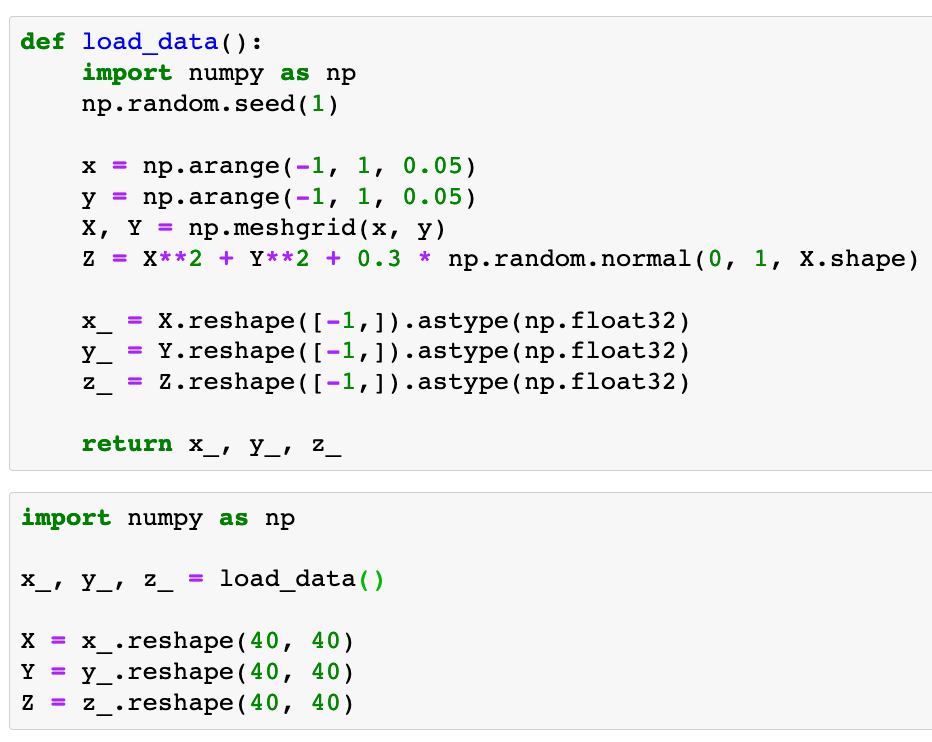 def load_data():
    import numpy as np
    np.random.seed(1)

    x = np.arange(-1, 1, 0.05)
    y = np.arange(-1, 1, 0.05)
    X, Y = np.meshgrid(x, y)
    Z = X**2 + Y**2 + 0.3 * np.random.normal(0, 1, X.shape)

    x_ = X.reshape([-1,]).astype(np.float32)
    y_ = Y.reshape([-1,]).astype(np.float32)
    z_ = Z.reshape([-1,]).astype(np.float32)

    return x_, y_, z_

import numpy as np

x_, y_, z_ = load_data()

X = x_.reshape(40, 40)
Y = y_.reshape(40, 40)
Z = z_.reshape(40, 40)